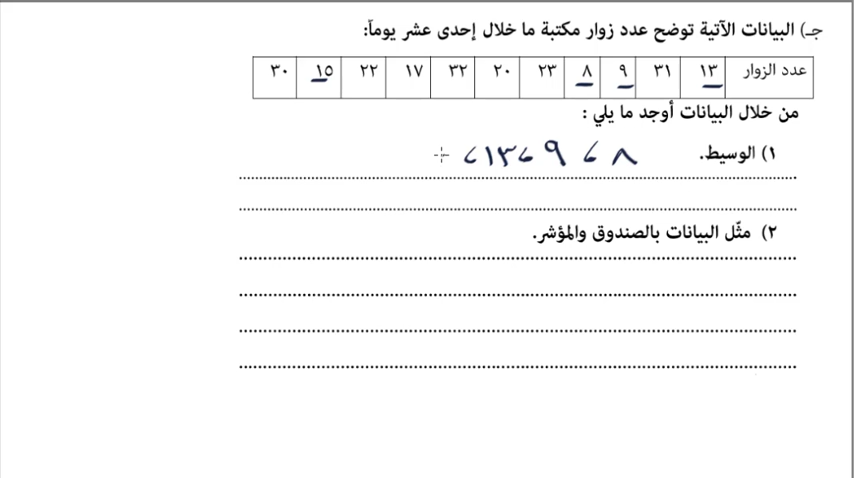 جـ) البيانات الآتية توضح عدد زوار مكتبة ما خلال إحدى عشر يوماً:
عدد الزوار ١٣ ٣١ ٩ ٨ ٢٣ ٢٠ ٣٢ ١٧ ٢٢ ١٥ ٣٠
من خلال البيانات أوجد ما يلي :
١) الوسيط. ٨ ، ٩ ، ١٣ ،
٢) مثّل البيانات بالصندوق والمؤشر.